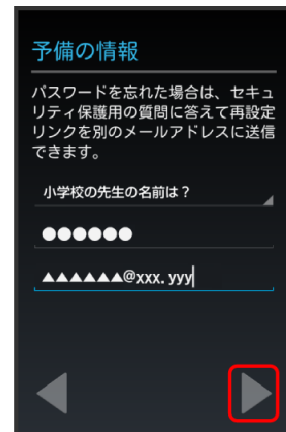 予備の情報
パスワードを忘れた場合は、セキュ
リティ保護用の質問に答えて再設定
リンクを別のメールアドレスに送信
できます。
小学校の先生の名前は？
●●●●●●
▲▲▲▲▲▲@xxx.yyy